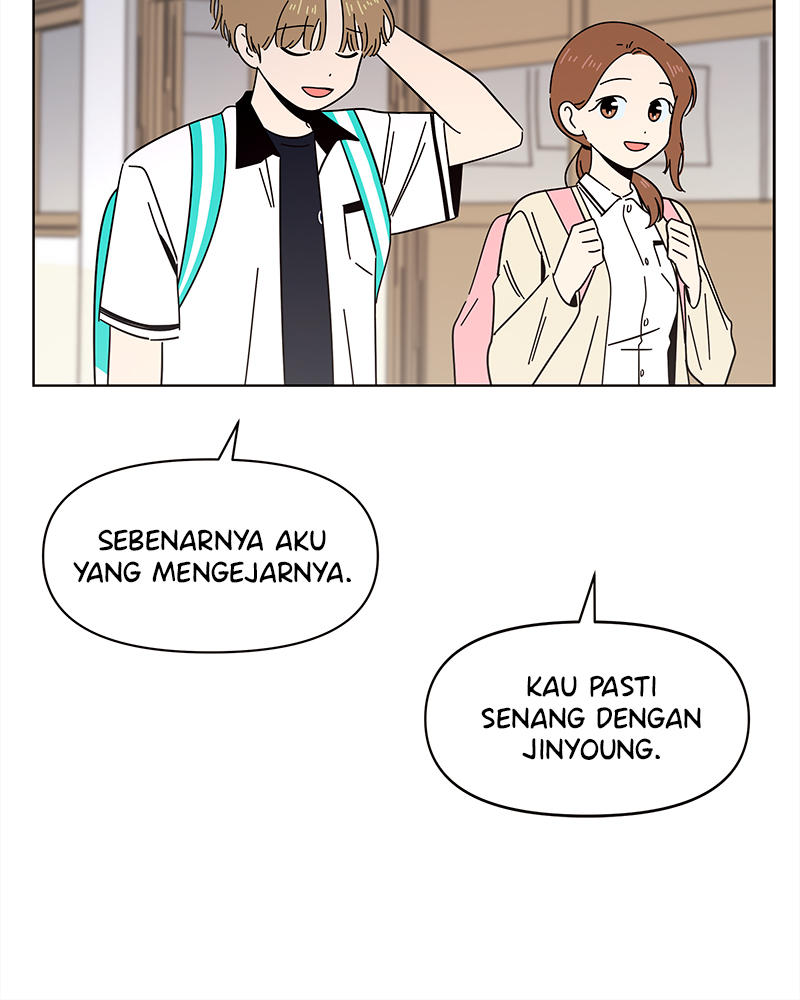 SEBENARNYA AKU
YANG MENGEJARNYA.
KAU PASTI
SENANG DENGAN
JINYOUNG.